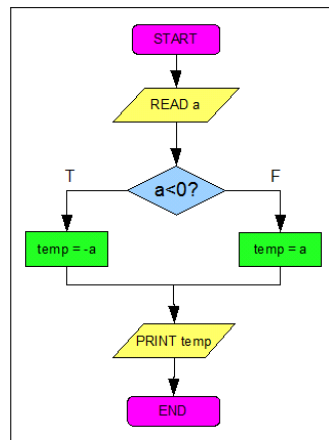 START
READ a
T
F
a<0?
temp = -a
temp = a
PRINT temp
END